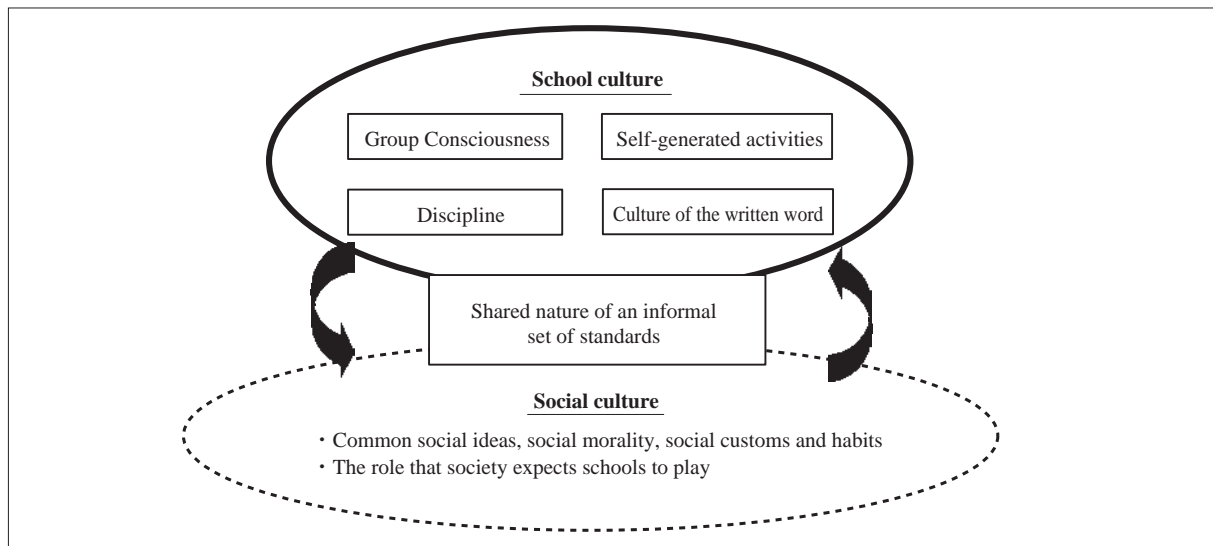 School culture
Group Consciousness
Self-generated activities
Discipline
Culture of the written word
Shared nature of an informal
set of standards
Social culture
・Common social ideas, social morality, social customs and habits
・The role that society expects schools to play